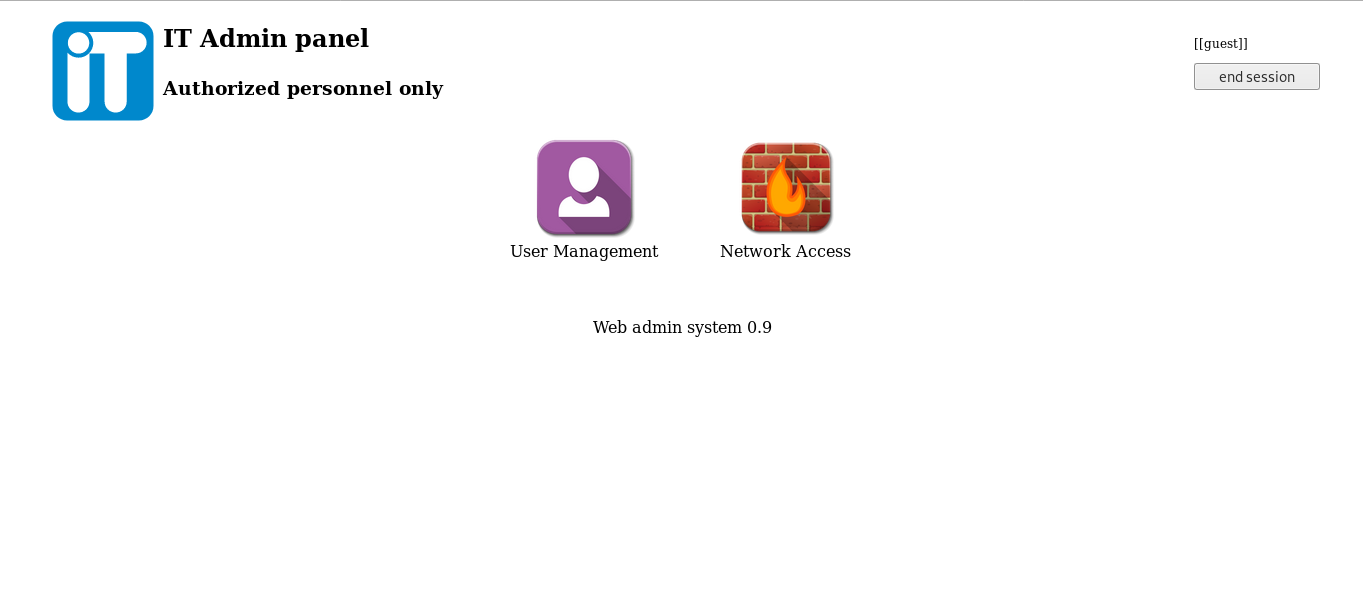 iT
IT Admin panel
Authorized personnel only
[[guest]]
end session
User Management
Network Access
Web admin system 0.9